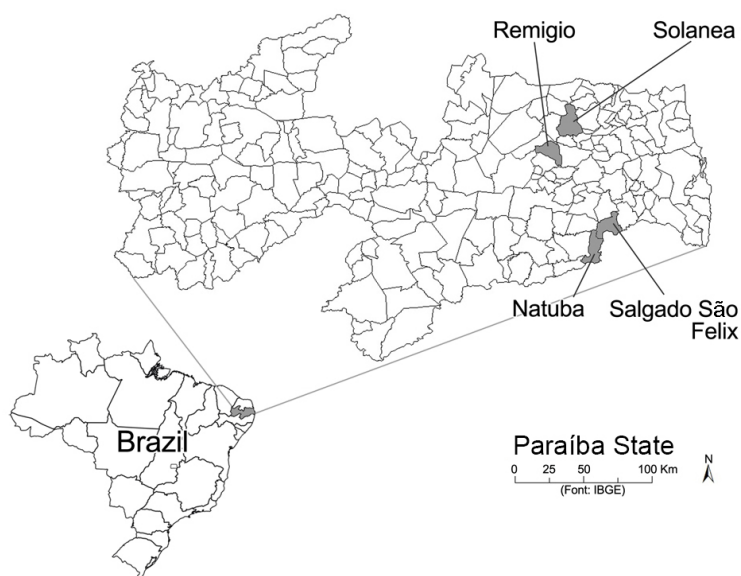 Remigio
Solanea
Natuba
Salgado São
Felix
Brazil
Paraíba State
0 25 50 100 Km
(Font: IBGE)
N